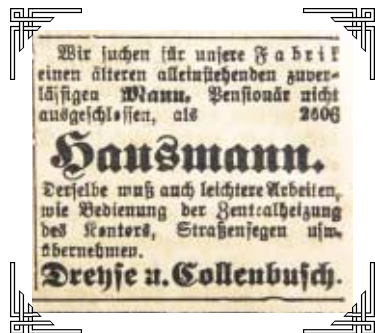 Wir suchen für unsere Fabrik
einen älteren alleinstehenden zuver-
lässigen Mann. Pensionär nicht
ausgeschlossen, als 2606
Hausmann.
Derselbe muß auch leichtere Arbeiten,
wie Bedienung der Zentralheizung
des Kontors, Straßenfegen usw.
übernehmen.
Dreyse u. Collenbusch.